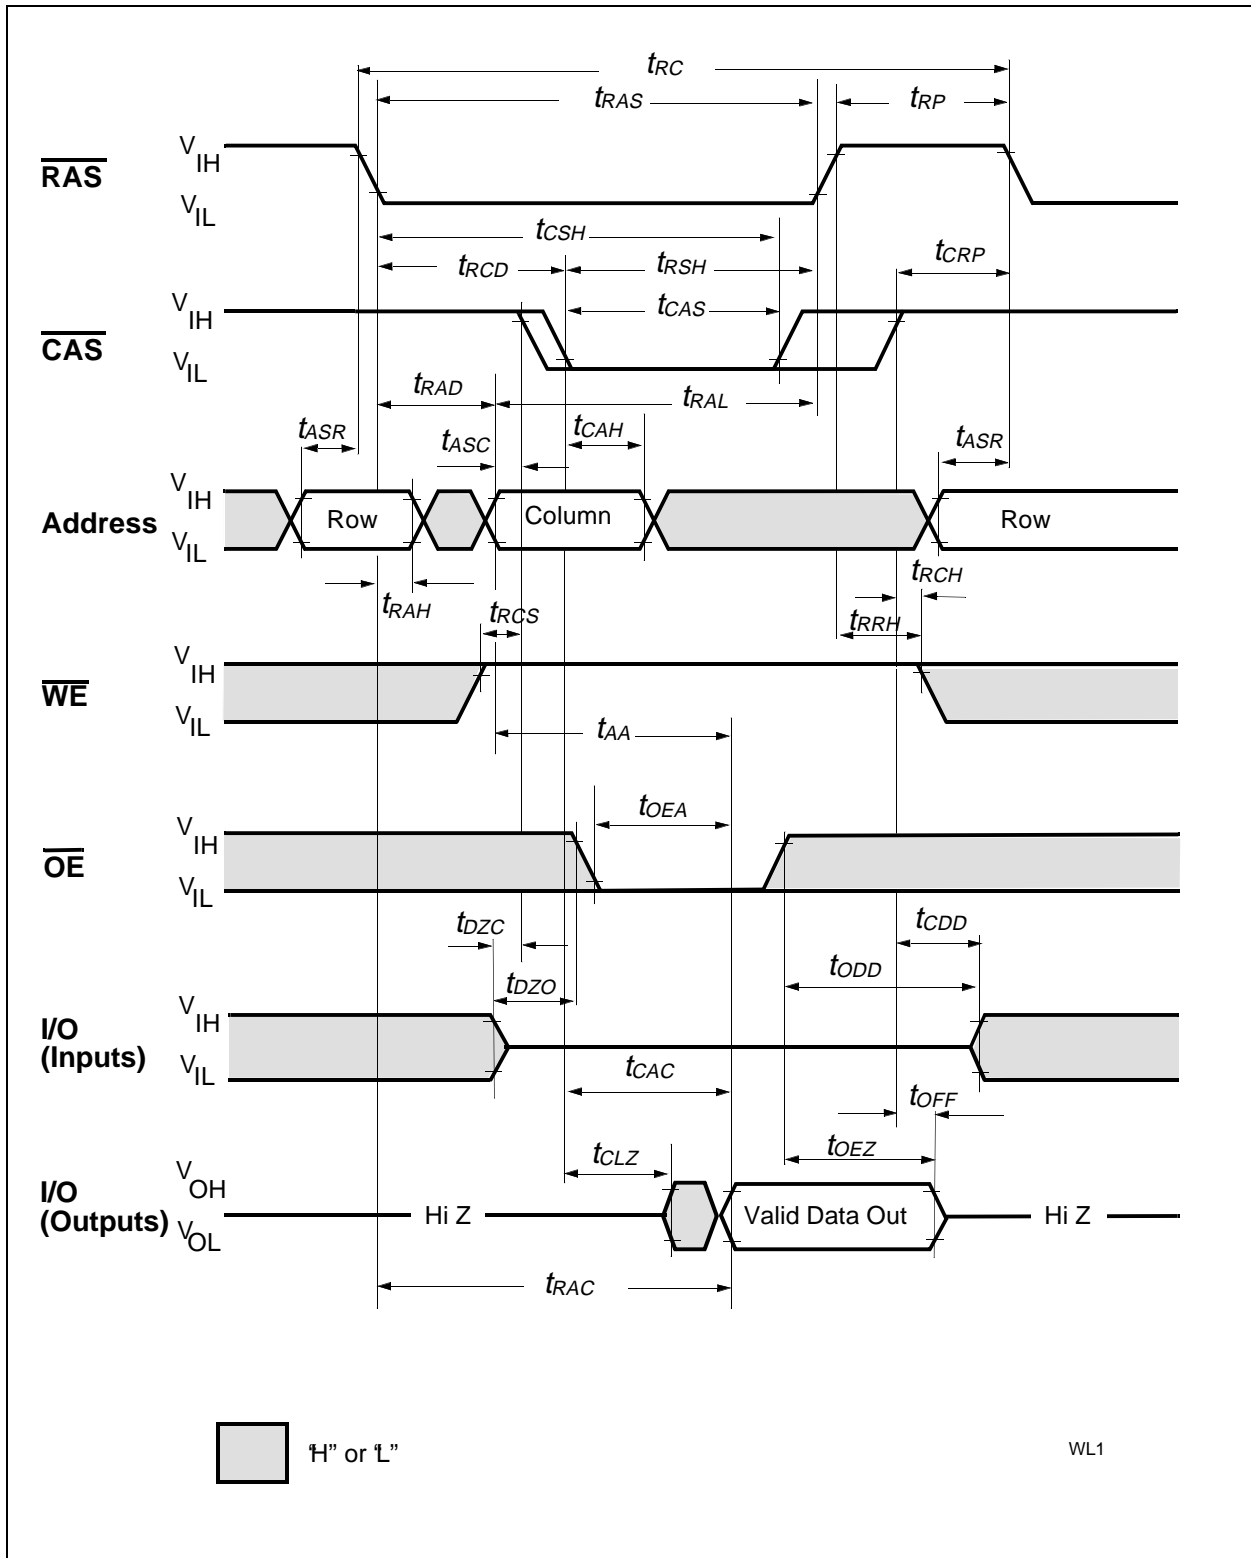 tRC
tRAS
tRP
RAS
VIH
VIL
tCSH
tRCD
tRSH
tCRP
CAS
VIH
VIL
tCAS
tRAD
tRAL
tASR
tASC
tCAH
tASR
Address
VIH
VIL
Row
Column
Row
tRAH
tRCS
tRCH
tRRH
WE
VIH
VIL
tAA
tOEA
OE
VIH
VIL
tDZC
tCDD
tDZO
tODD
I/O
(Inputs)
VIH
VIL
tCAC
tOFF
tCLZ
tOEZ
I/O
(Outputs)
VOH
VOL
Hi Z
Valid Data Out
Hi Z
tRAC
“H” or “L”
WL1